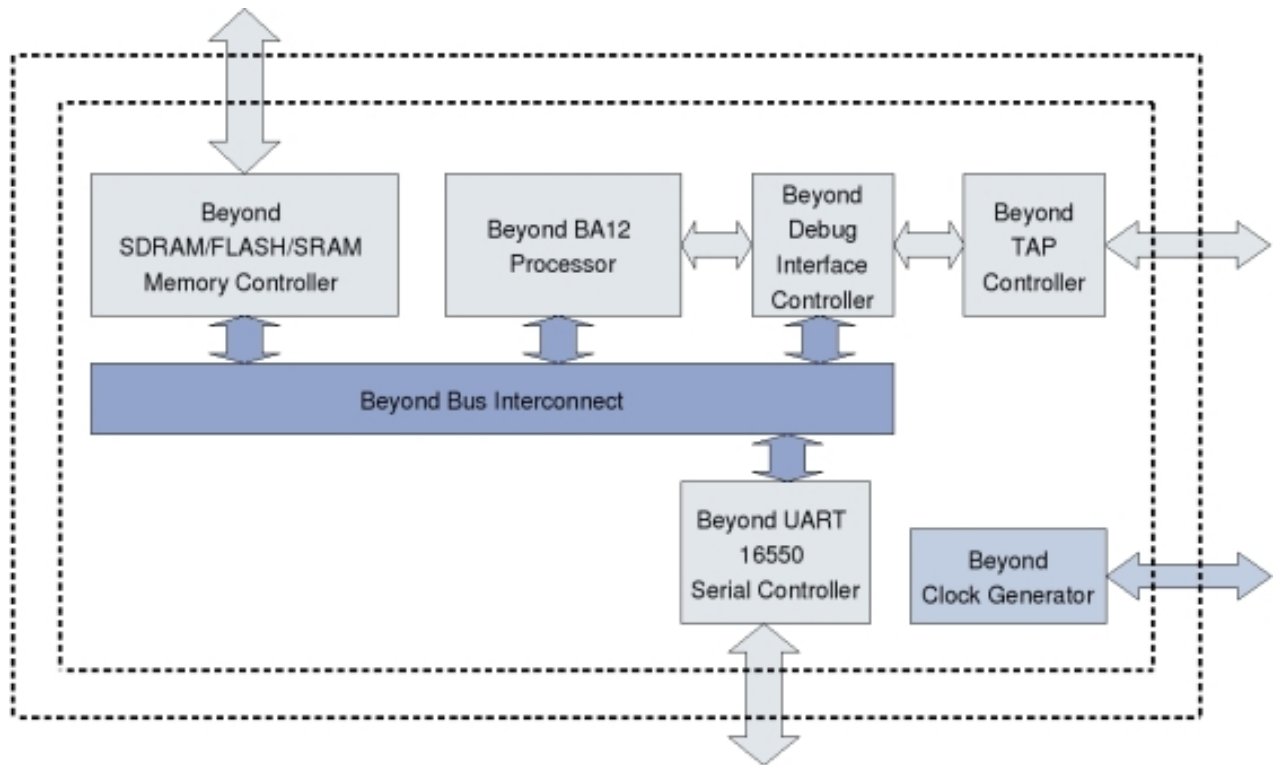 Beyond
SDRAM/FLASH/SRAM
Memory Controller
Beyond BA12
Processor
Beyond
Debug
Interface
Controller
Beyond
TAP
Controller
Beyond Bus Interconnect
Beyond UART
16550
Serial Controller
Beyond
Clock Generator